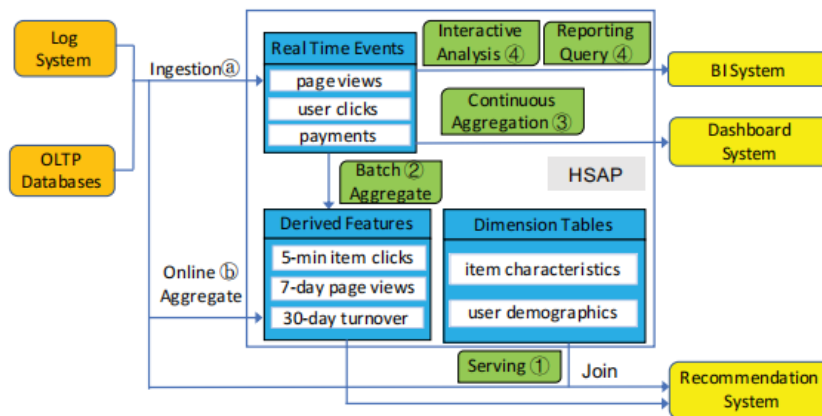 Log
System
OLTP
Databases
Ingestionⓐ
Online ⓑ
Aggregate
Real Time Events
page views
user clicks
payments
Interactive
Analysis ④
Reporting
Query ④
Continuous
Aggregation ③
Batch ②
Aggregate
HSAP
Derived Features
5-min item clicks
7-day page views
30-day turnover
Dimension Tables
item characteristics
user demographics
Serving ①
Join
BI System
Dashboard
System
Recommendation
System